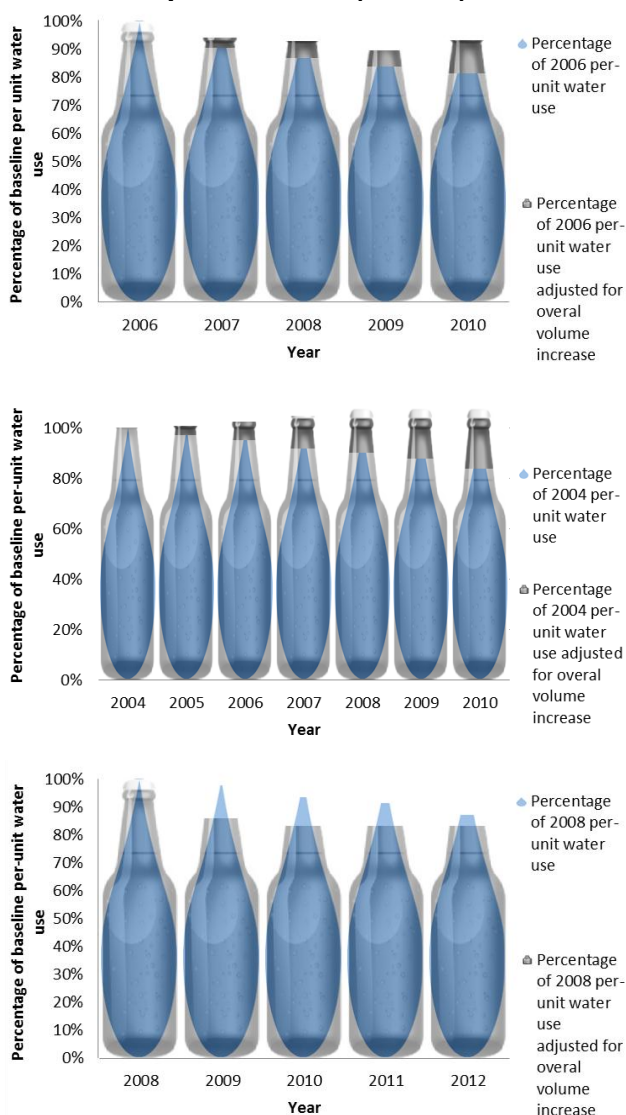 100%
90%
80%
70%
60%
50%
40%
30%
20%
10%
0%
Percentage of baseline per unit water
use
2006 2007 2008 2009 2010
Year
Percentage
of 2006 per-
unit water
use
Percentage
of 2006 per-
unit water
use
adjusted for
overal
volume
increase
100%
80%
60%
40%
20%
0%
Percentage of baseline per-unit water
use
2004 2005 2006 2007 2008 2009 2010
Year
Percentage
of 2004 per-
unit water
use
Percentage
of 2004 per-
unit water
use adjusted
for overal
volume
increase
100%
90%
80%
70%
60%
50%
40%
30%
20%
10%
0%
Percentage of baseline per-unit water
use
2008 2009 2010 2011 2012
Year
Percentage
of 2008 per-
unit water
use
Percentage
of 2008 per-
unit water
use
adjusted for
overal
volume
increase